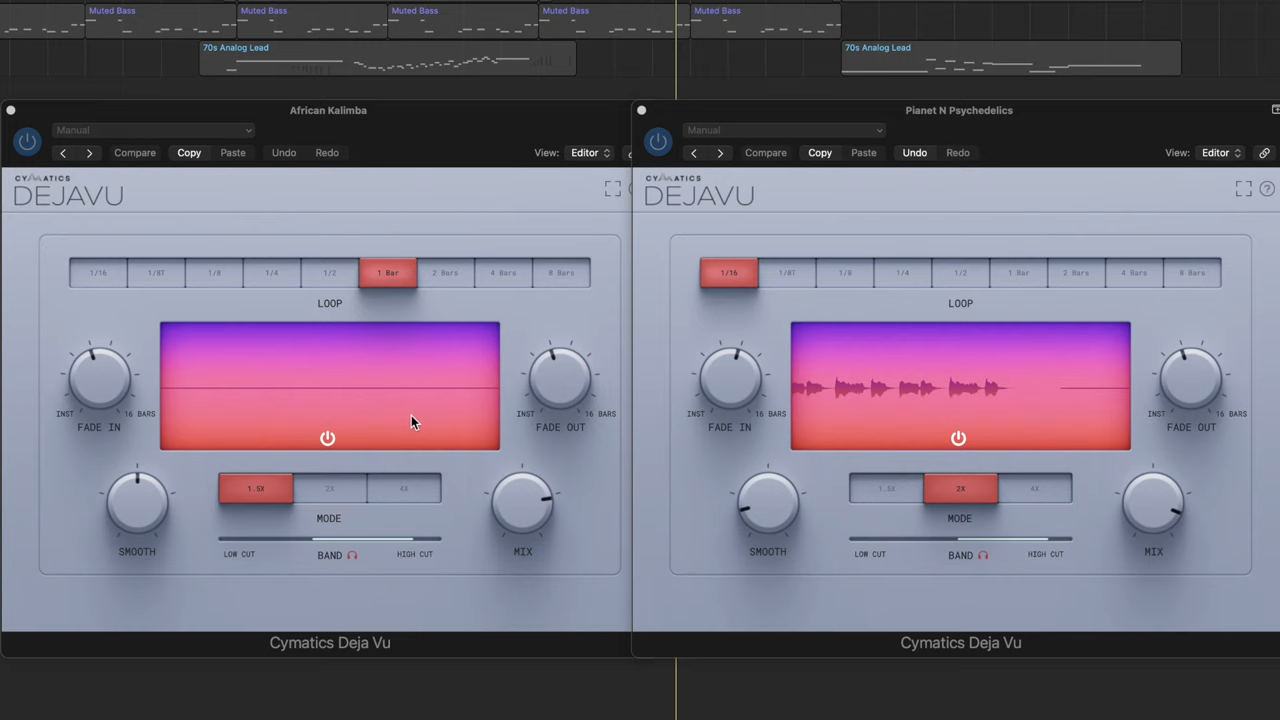 Muted Bass Muted Bass Muted Bass Muted Bass Muted Bass
70s Analog Lead 70s Analog Lead
African Kalimba
Manual
Compare Copy Paste Undo Redo View: Editor
CYMATICS
DEJAVU
1/16 1/8T 1/8 1/4 1/2 1 Bar 2 Bars 4 Bars 8 Bars
LOOP
INST 16 BARS INST 16 BARS
FADE IN FADE OUT
1.5X 2X 4X
SMOOTH MODE MIX
LOW CUT BAND HIGH CUT
Cymatics Deja Vu
Pianet N Psychedelics
Manual
Compare Copy Paste Undo Redo View: Editor
CYMATICS
DEJAVU
?
1/16 1/8T 1/8 1/4 1/2 1 Bar 2 Bars 4 Bars 8 Bars
LOOP
INST 16 BARS INST 16 BARS
FADE IN FADE OUT
1.5X 2X 4X
SMOOTH MODE MIX
LOW CUT BAND HIGH CUT
Cymatics Deja Vu